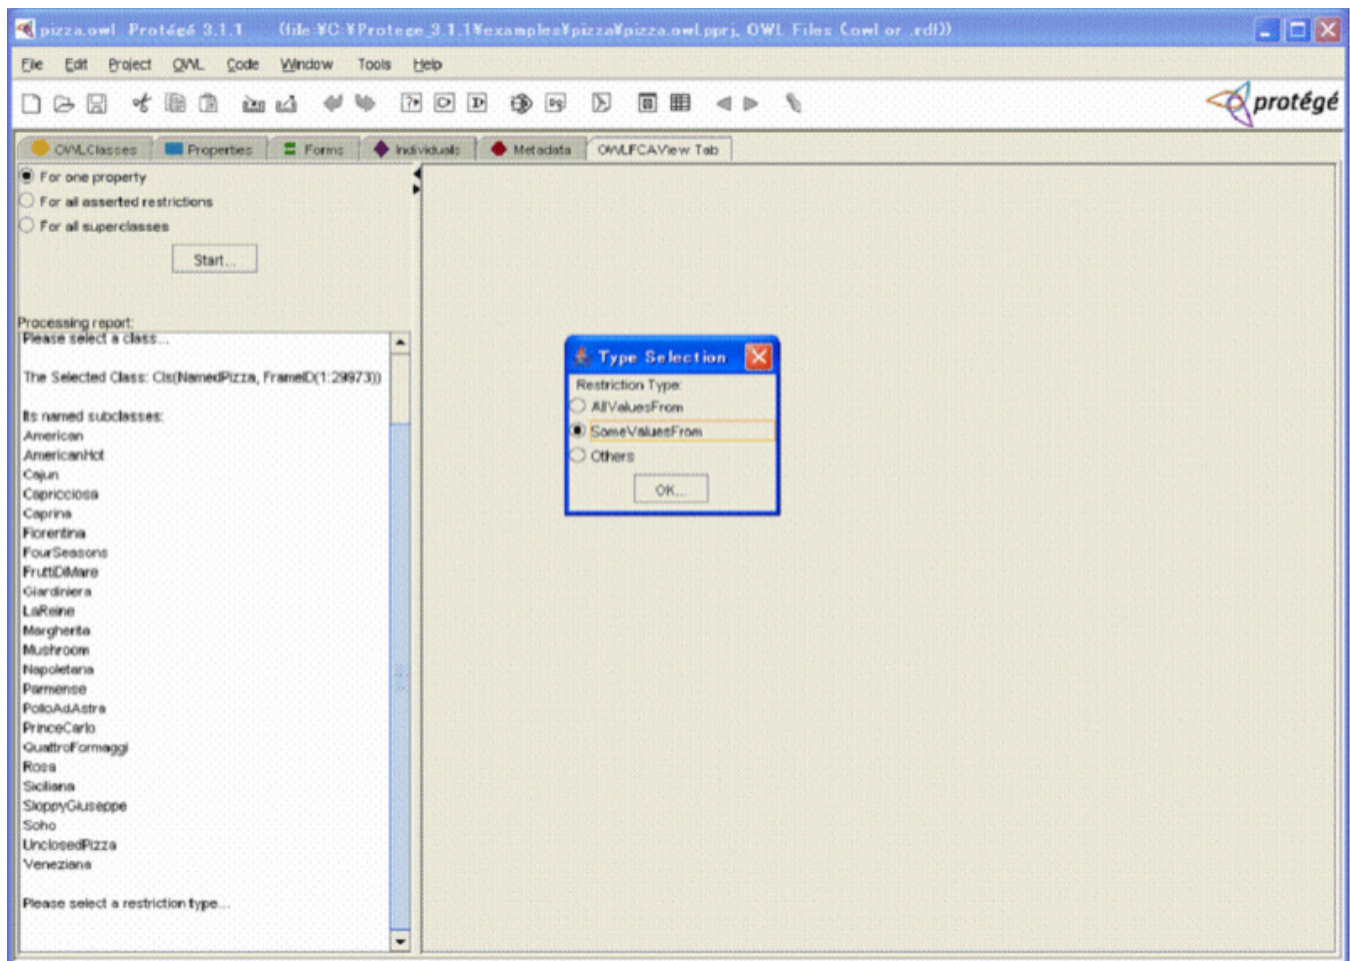 pizza.owl Protégé 3.1.1 (file:¥C:¥Protege_3.1.1¥examples¥pizza¥pizza.owl.pprj, OWL Files (.owl or .rdf))
File Edit Project OWL Code Window Tools Help
protégé
OWLClasses Properties Forms Individuals Metadata OWLFCAView Tab
For one property
For all asserted restrictions
For all superclasses
Start...
Processing report:
Please select a class...
The Selected Class: Cls(NamedPizza, FrameID(1:29973))
Its named subclasses:
American
AmericanHot
Cajun
Capricciosa
Caprina
Fiorentina
FourSeasons
FruttiDiMare
Giardiniera
LaReine
Margherita
Mushroom
Napoletana
Parmense
PolloAdAstra
PrinceCarlo
QuattroFormaggi
Rosa
Siciliana
SloppyGiuseppe
Soho
UnclosedPizza
Veneziana
Please select a restriction type...
Type Selection
Restriction Type:
AllValuesFrom
SomeValuesFrom
Others
OK...